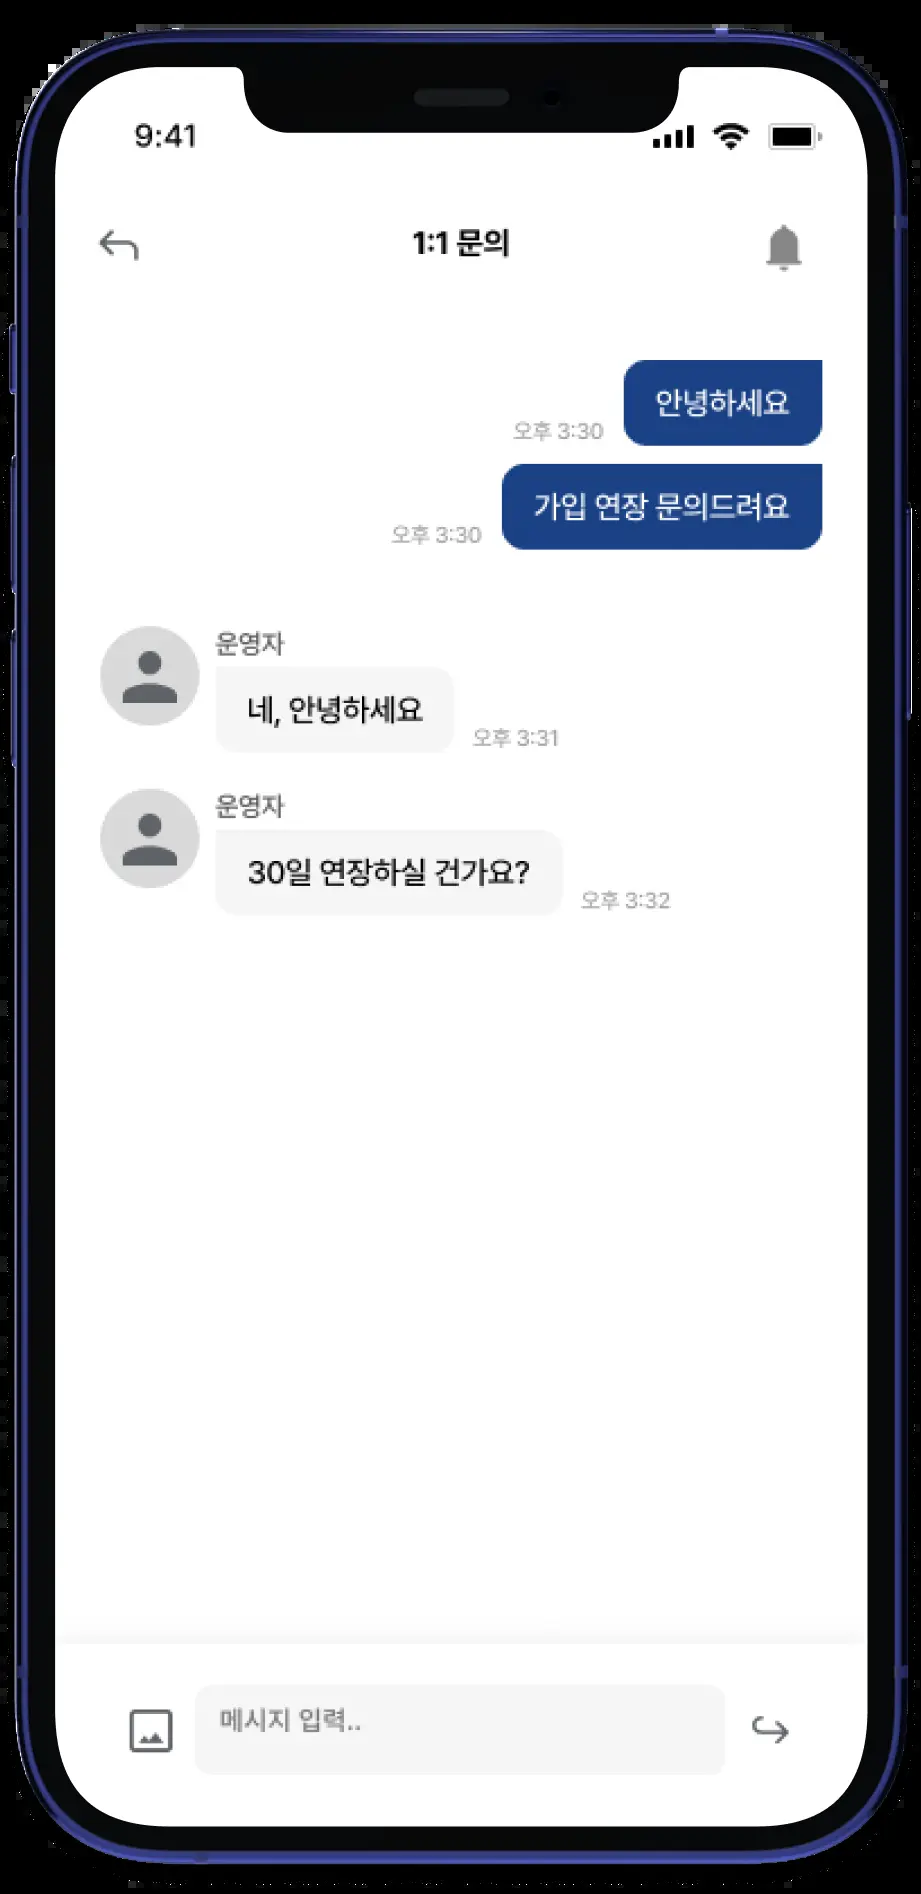 9:41
1:1 문의
안녕하세요
오후 3:30
가입 연장 문의드려요
오후 3:30
운영자
네, 안녕하세요
오후 3:31
운영자
30일 연장하실 건가요?
오후 3:32
메시지 입력..